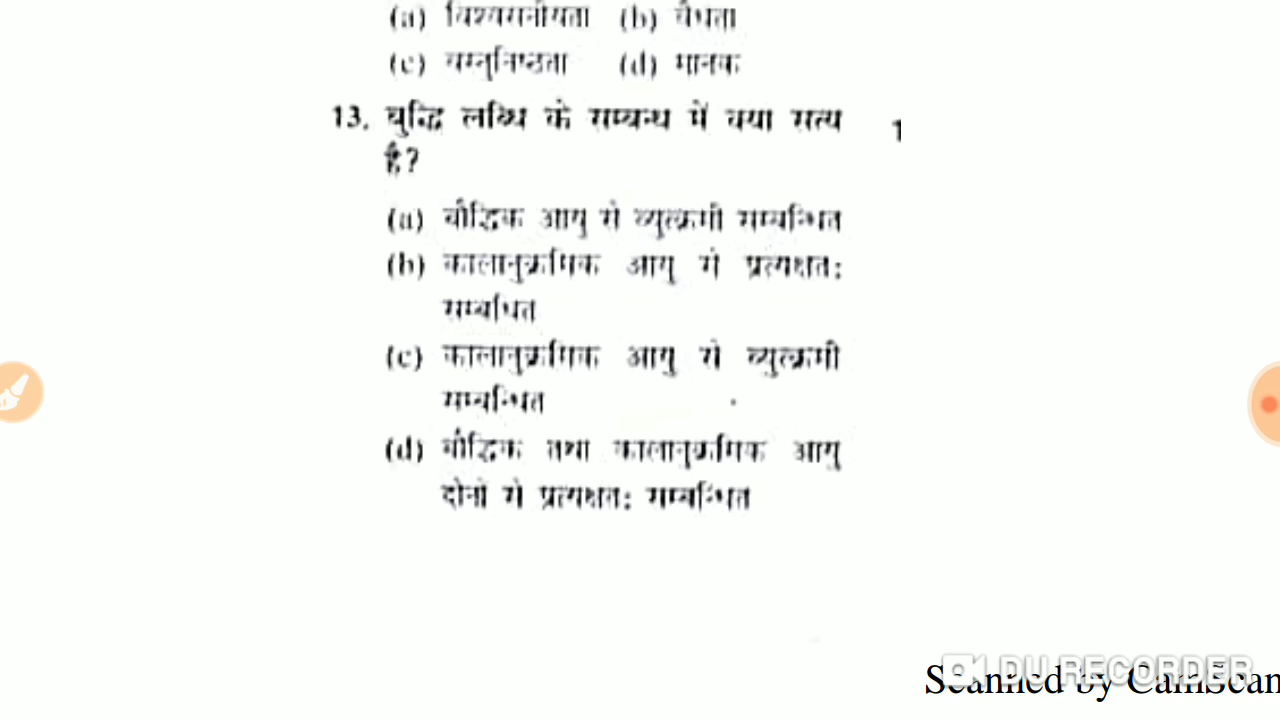 (a) विश्वसनीयता (b) वैधता
(c) वस्तुनिष्ठता (d) मानक
13. बुद्धि लब्धि के सम्बन्ध में क्या सत्य 1
है?
(a) बौद्धिक आयु से व्युत्क्रमी सम्बन्धित
(b) कालानुक्रमिक आयु से प्रत्यक्षतः
सम्बंधित
(c) कालानुक्रमिक आयु से व्युत्क्रमी
सम्बन्धित
(d) बौद्धिक तथा कालानुक्रमिक आयु
दोनों से प्रत्यक्षतः सम्बन्धित
DU RECORDER
Scanned by CamScan